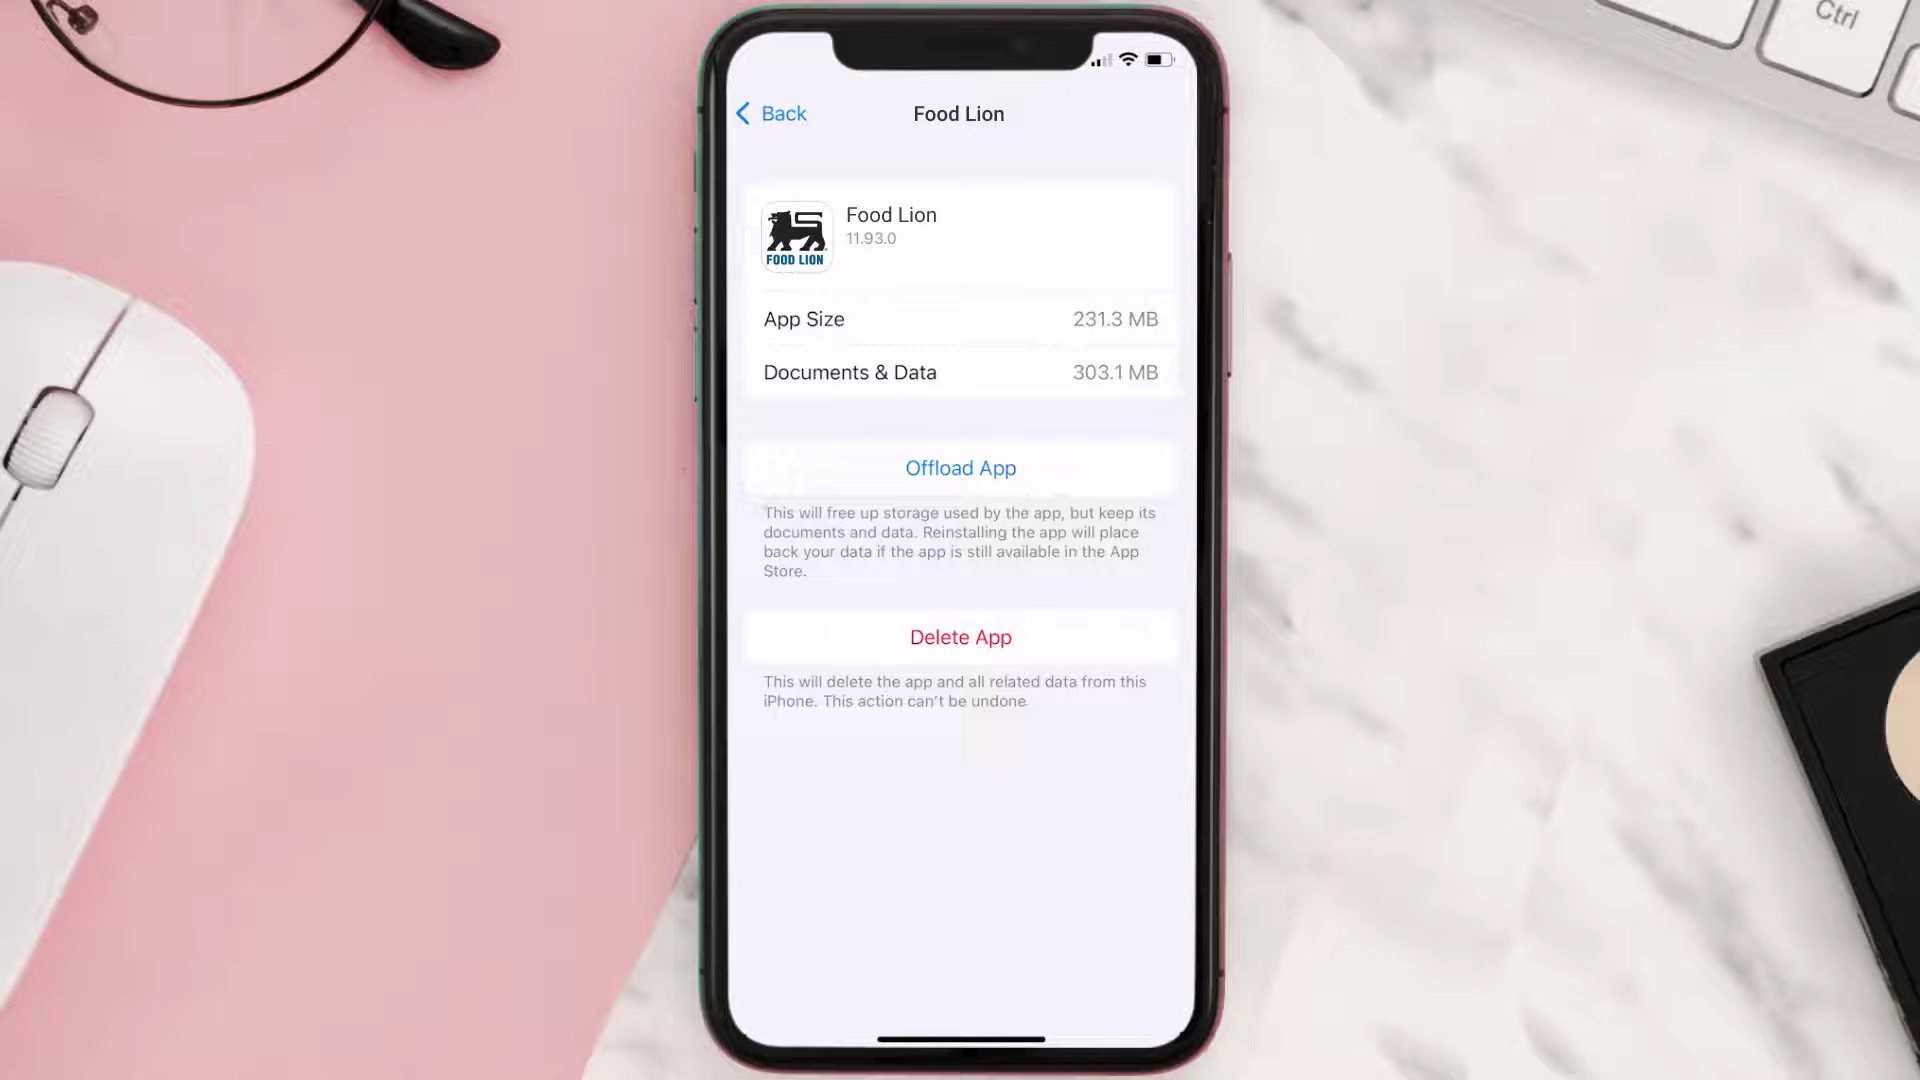 Ctrl
Back
Food Lion
FOOD LION
Food Lion
11.93.0
App Size
231.3 MB
Documents & Data
303.1 MB
Offload App
This will free up storage used by the app, but keep its
documents and data. Reinstalling the app will place
back your data if the app is still available in the App
Store.
Delete App
This will delete the app and all related data from this
iPhone. This action can't be undone